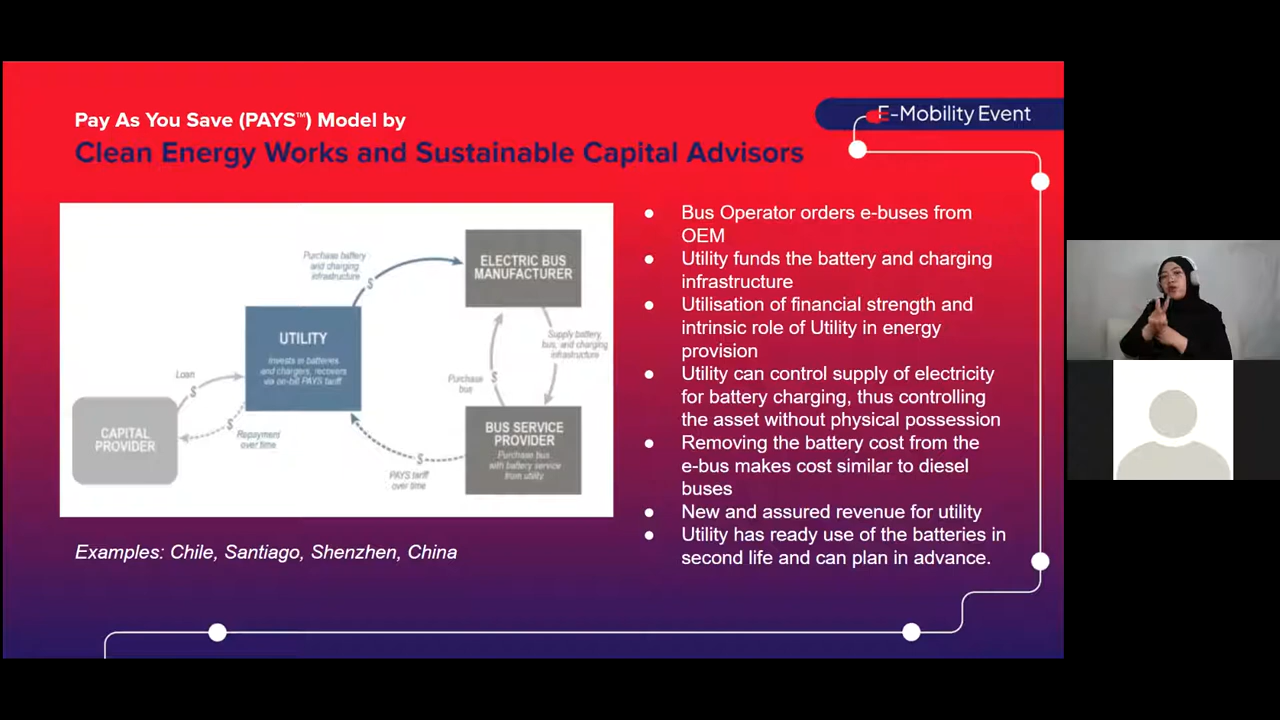 Pay As You Save (PAYS™) Model by
Clean Energy Works and Sustainable Capital Advisors
E-Mobility Event
Purchase battery
and charging
infrastructure
$
ELECTRIC BUS
MANUFACTURER
UTILITY
Invests in batteries
and chargers, recovers
via on-bill PAYS tariff
Supply battery,
bus, and charging
infrastructure
Loan
$
Purchase
bus
$
CAPITAL
PROVIDER
$
Repayment
over time
BUS SERVICE
PROVIDER
Purchase bus
with battery service
from utility
$
PAYS tariff
over time
Examples: Chile, Santiago, Shenzhen, China
● Bus Operator orders e-buses from
OEM
● Utility funds the battery and charging
infrastructure
● Utilisation of financial strength and
intrinsic role of Utility in energy
provision
● Utility can control supply of electricity
for battery charging, thus controlling
the asset without physical possession
● Removing the battery cost from the
e-bus makes cost similar to diesel
buses
● New and assured revenue for utility
● Utility has ready use of the batteries in
second life and can plan in advance.